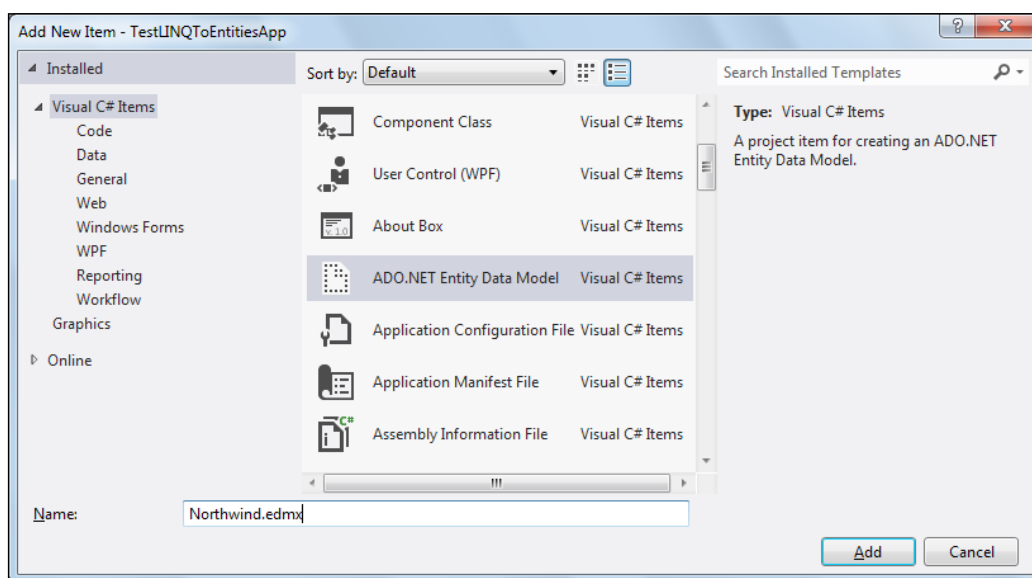 Add New Item - TestLINQToEntitiesApp
Installed
Sort by: Default
Search Installed Templates
Visual C# Items
Code
Data
General
Web
Windows Forms
WPF
Reporting
Workflow
Graphics
Online
Component Class Visual C# Items
User Control (WPF) Visual C# Items
v. 1.0
About Box Visual C# Items
ADO.NET Entity Data Model Visual C# Items
Application Configuration File Visual C# Items
Application Manifest File Visual C# Items
C#
Assembly Information File Visual C# Items
Type: Visual C# Items
A project item for creating an ADO.NET
Entity Data Model.
Name: Northwind.edmx
Add Cancel